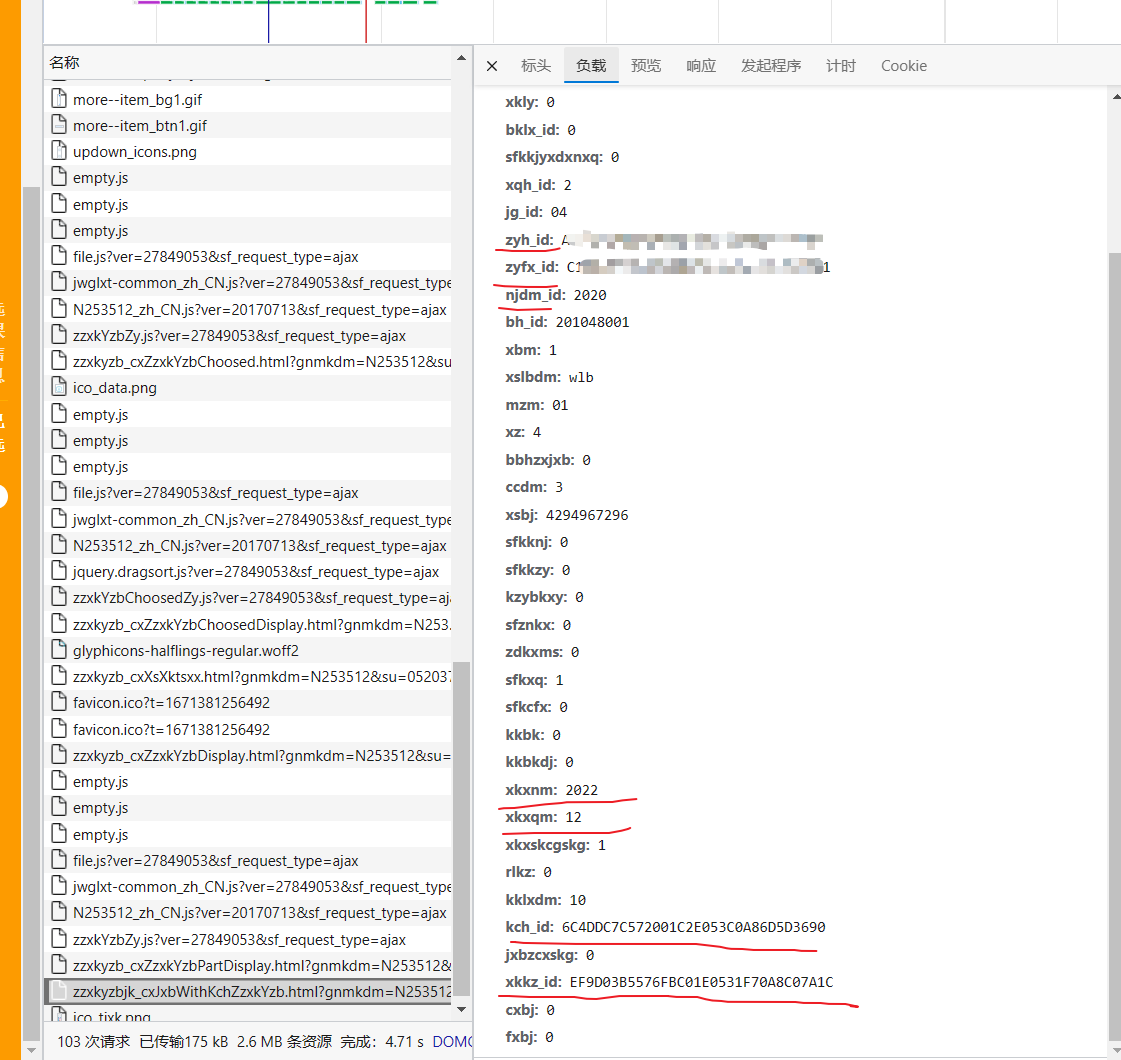 名称
more--item_bg1.gif
more--item_btn1.gif
updown_icons.png
empty.js
empty.js
empty.js
file.js?ver=27849053&sf_request_type=ajax
jwglxt-common_zh_CN.js?ver=27849053&sf_request_type
N253512_zh_CN.js?ver=20170713&sf_request_type=ajax
zzxkYzbZy.js?ver=27849053&sf_request_type=ajax
zzxkyzb_cxZzxkYzbChoosed.html?gnmkdm=N253512&su
ico_data.png
empty.js
empty.js
empty.js
file.js?ver=27849053&sf_request_type=ajax
jwglxt-common_zh_CN.js?ver=27849053&sf_request_type
N253512_zh_CN.js?ver=20170713&sf_request_type=ajax
jquery.dragsort.js?ver=27849053&sf_request_type=ajax
zzxkYzbChoosedZy.js?ver=27849053&sf_request_type=aj
zzxkyzb_cxZzxkYzbChoosedDisplay.html?gnmkdm=N253
glyphicons-halflings-regular.woff2
zzxkyzb_cxXsXktsxx.html?gnmkdm=N253512&su=05203
favicon.ico?t=1671381256492
favicon.ico?t=1671381256492
zzxkyzb_cxZzxkYzbDisplay.html?gnmkdm=N253512&su=
empty.js
empty.js
empty.js
file.js?ver=27849053&sf_request_type=ajax
jwglxt-common_zh_CN.js?ver=27849053&sf_request_type
N253512_zh_CN.js?ver=20170713&sf_request_type=ajax
zzxkYzbZy.js?ver=27849053&sf_request_type=ajax
zzxkyzb_cxZzxkYzbPartDisplay.html?gnmkdm=N253512&
zzxkyzbjk_cxJxbWithKchZzxkYzb.html?gnmkdm=N253512
ico_tixk.png
103 次请求 已传输175 kB 2.6 MB 条资源 完成：4.71 s DOMC
× 标头 负载 预览 响应 发起程序 计时 Cookie
xkly: 0
bklx_id: 0
sfkkjyxdxnxq: 0
xqh_id: 2
jg_id: 04
zyh_id: A
zyfx_id: C1 1
njdm_id: 2020
bh_id: 201048001
xbm: 1
xslbdm: wlb
mzm: 01
xz: 4
bbhzxjxb: 0
ccdm: 3
xsbj: 4294967296
sfkknj: 0
sfkkzy: 0
kzybkxy: 0
sfznkx: 0
zdkxms: 0
sfkxq: 1
sfkcfx: 0
kkbk: 0
kkbkdj: 0
xkxnm: 2022
xkxqm: 12
xkxskcgskg: 1
rlkz: 0
kklxdm: 10
kch_id: 6C4DDC7C572001C2E053C0A86D5D3690
jxbzcxskg: 0
xkkz_id: EF9D03B5576FBC01E0531F70A8C07A1C
cxbj: 0
fxbj: 0